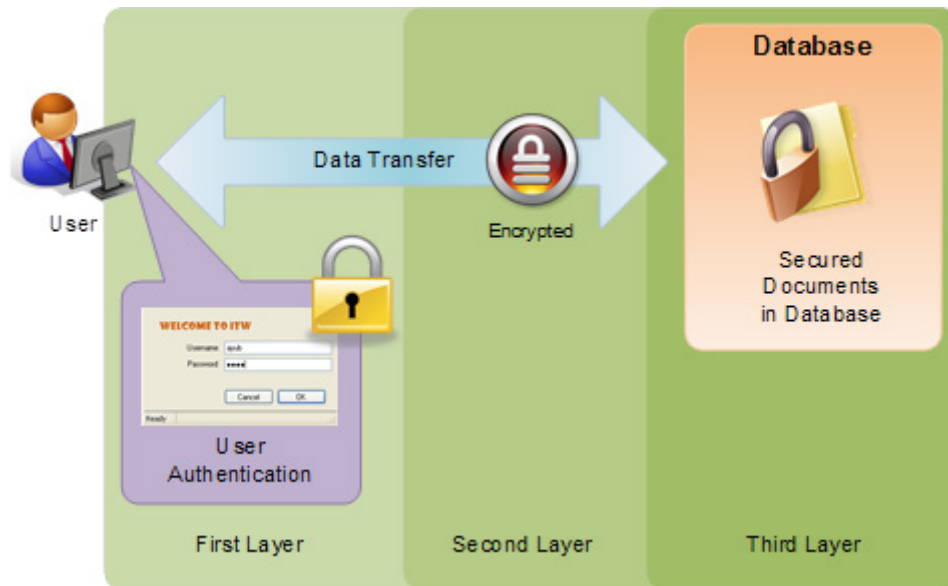 Database
Data Transfer
User
Encrypted
Secured
Documents
in Database
WELCOME TO ITW
Username
Password
Cancel
OK
Ready
User
Authentication
First Layer
Second Layer
Third Layer